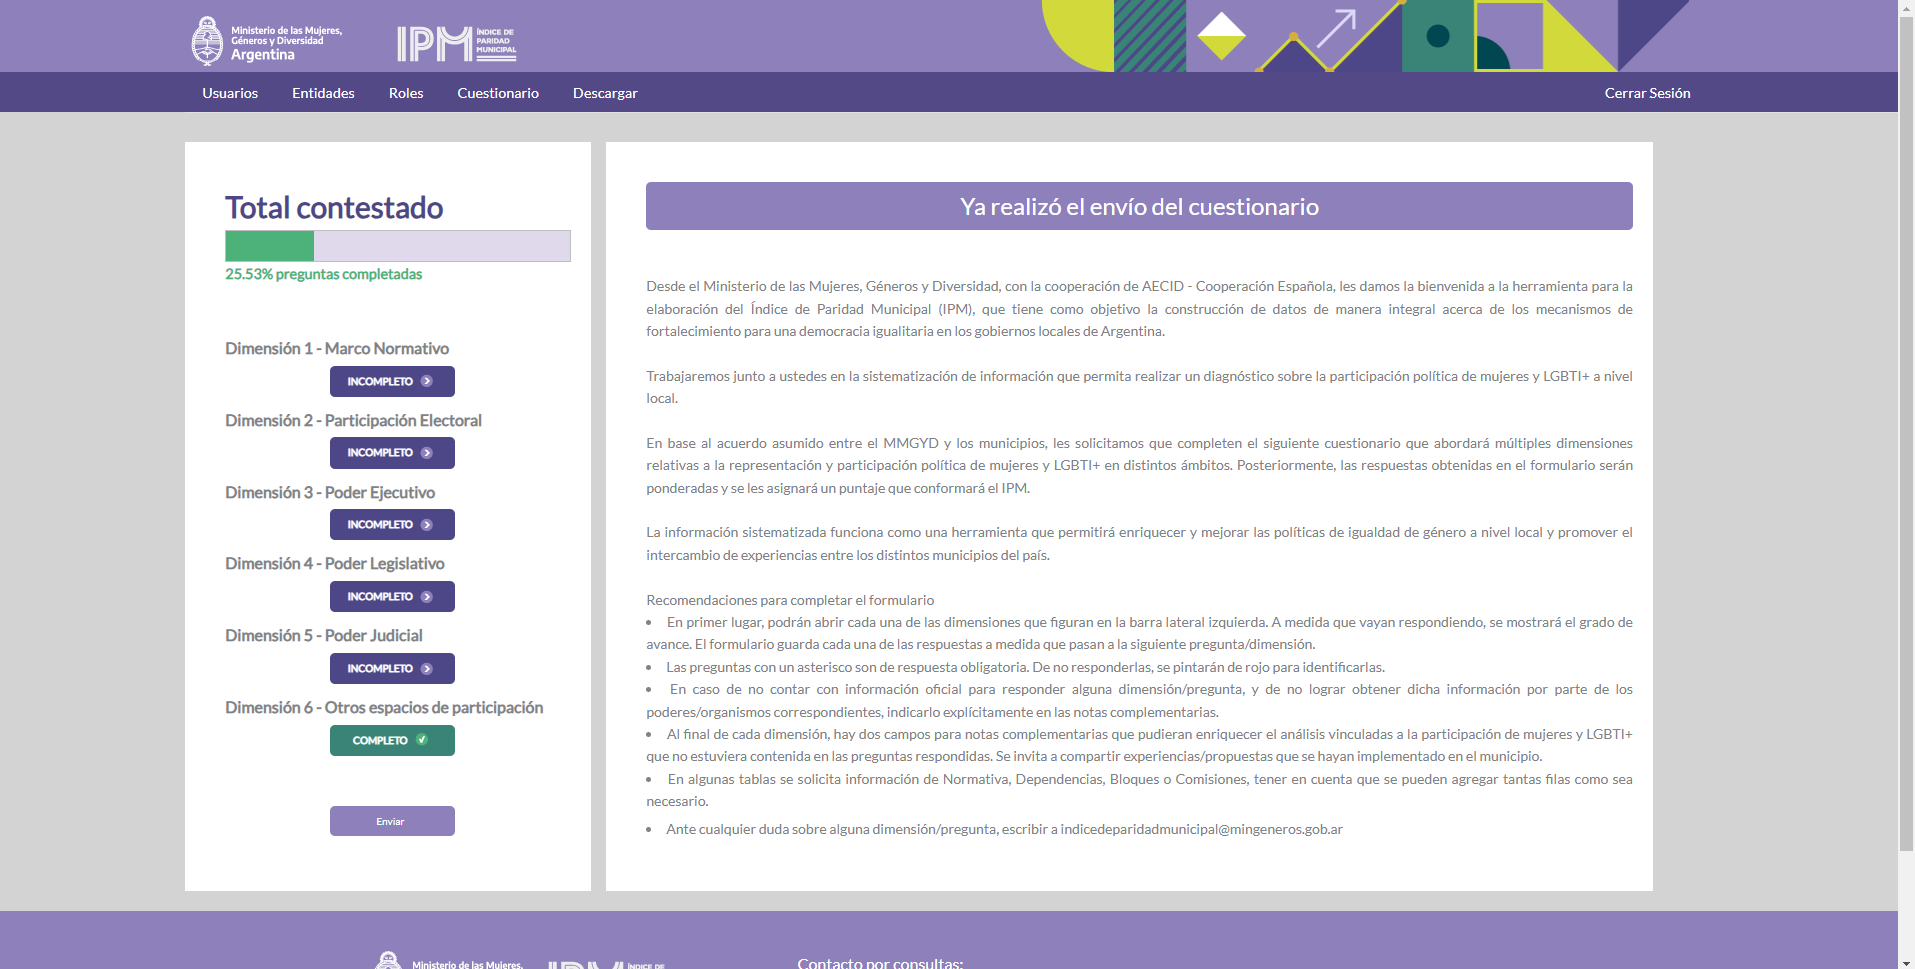 Ministerio de las Mujeres,
Géneros y Diversidad
Argentina
IPM
ÍNDICE DE
PARIDAD
MUNICIPAL
Usuarios
Entidades
Roles
Cuestionario
Descargar
Cerrar Sesión
Total contestado
25.53% preguntas completadas
Dimensión 1 - Marco Normativo
INCOMPLETO
Dimensión 2 - Participación Electoral
INCOMPLETO
Dimensión 3 - Poder Ejecutivo
INCOMPLETO
Dimensión 4 - Poder Legislativo
INCOMPLETO
Dimensión 5 - Poder Judicial
INCOMPLETO
Dimensión 6 - Otros espacios de participación
COMPLETO
Enviar
Ya realizó el envío del cuestionario
Desde el Ministerio de las Mujeres, Géneros y Diversidad, con la cooperación de AECID - Cooperación Española, les damos la bienvenida a la herramienta para la
elaboración del Índice de Paridad Municipal (IPM), que tiene como objetivo la construcción de datos de manera integral acerca de los mecanismos de
fortalecimiento para una democracia igualitaria en los gobiernos locales de Argentina.
Trabajaremos junto a ustedes en la sistematización de información que permita realizar un diagnóstico sobre la participación política de mujeres y LGBTI+ a nivel
local.
En base al acuerdo asumido entre el MMGYD y los municipios, les solicitamos que completen el siguiente cuestionario que abordará múltiples dimensiones
relativas a la representación y participación política de mujeres y LGBTI+ en distintos ámbitos. Posteriormente, las respuestas obtenidas en el formulario serán
ponderadas y se les asignará un puntaje que conformará el IPM.
La información sistematizada funciona como una herramienta que permitirá enriquecer y mejorar las políticas de igualdad de género a nivel local y promover el
intercambio de experiencias entre los distintos municipios del país.
Recomendaciones para completar el formulario
• En primer lugar, podrán abrir cada una de las dimensiones que figuran en la barra lateral izquierda. A medida que vayan respondiendo, se mostrará el grado de
avance. El formulario guarda cada una de las respuestas a medida que pasan a la siguiente pregunta/dimensión.
• Las preguntas con un asterisco son de respuesta obligatoria. De no responderlas, se pintarán de rojo para identificarlas.
• En caso de no contar con información oficial para responder alguna dimensión/pregunta, y de no lograr obtener dicha información por parte de los
poderes/organismos correspondientes, indicarlo explícitamente en las notas complementarias.
• Al final de cada dimensión, hay dos campos para notas complementarias que pudieran enriquecer el análisis vinculadas a la participación de mujeres y LGBTI+
que no estuviera contenida en las preguntas respondidas. Se invita a compartir experiencias/propuestas que se hayan implementado en el municipio.
• En algunas tablas se solicita información de Normativa, Dependencias, Bloques o Comisiones, tener en cuenta que se pueden agregar tantas filas como sea
necesario.
• Ante cualquier duda sobre alguna dimensión/pregunta, escribir a indicedeparidadmunicipal@mingeneros.gob.ar
Ministerio de las Mujeres,
IPM
ÍNDICE DE
Contacto por consultas: